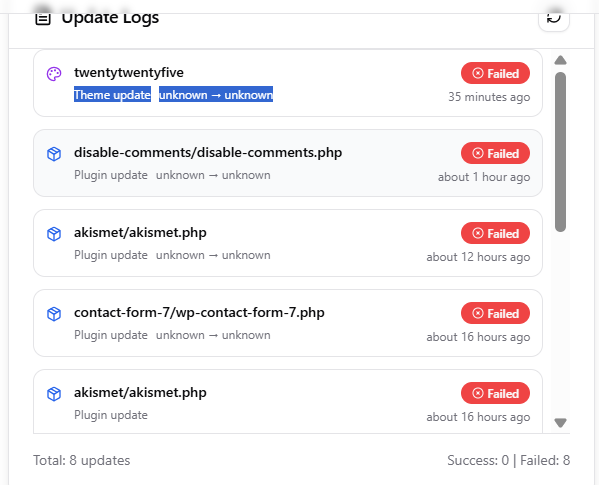 Update Logs
twentytwentyfive
Failed
Theme update unknown → unknown
35 minutes ago
disable-comments/disable-comments.php
Failed
Plugin update unknown → unknown
about 1 hour ago
akismet/akismet.php
Failed
Plugin update unknown → unknown
about 12 hours ago
contact-form-7/wp-contact-form-7.php
Failed
Plugin update unknown → unknown
about 16 hours ago
akismet/akismet.php
Failed
Plugin update
about 16 hours ago
Total: 8 updates
Success: 0 | Failed: 8